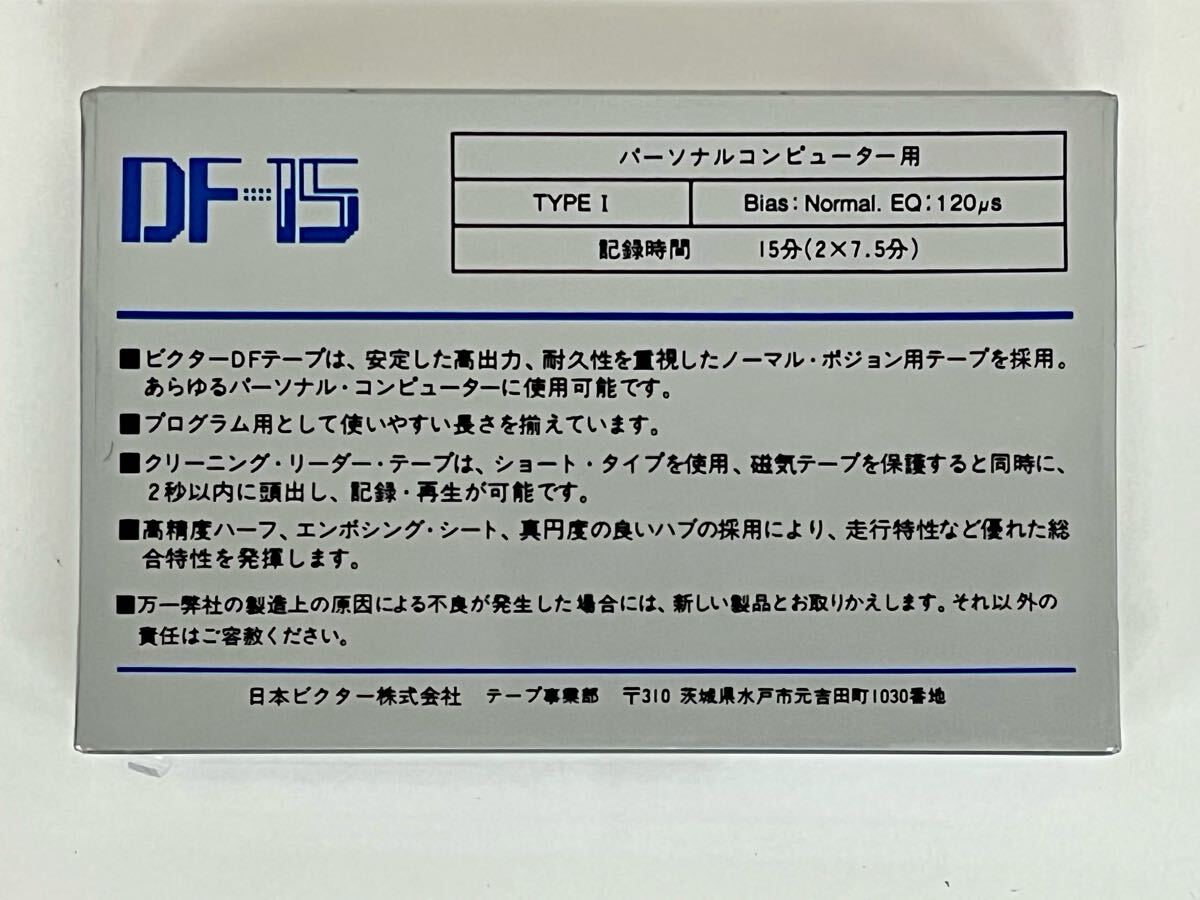 DF-15
パーソナルコンピューター用
TYPE I Bias: Normal. EQ: 120μs
記録時間 15分(2×7.5分)
■ビクターDFテープは、安定した高出力、耐久性を重視したノーマル・ポジョン用テープを採用。
あらゆるパーソナル・コンピューターに使用可能です。
■プログラム用として使いやすい長さを揃えています。
■クリーニング・リーダー・テープは、ショート・タイプを使用、磁気テープを保護すると同時に、
2秒以内に頭出し、記録・再生が可能です。
■高精度ハーフ、エンボシング・シート、真円度の良いハブの採用により、走行特性など優れた総
合特性を発揮します。
■万一弊社の製造上の原因による不良が発生した場合には、新しい製品とお取りかえします。それ以外の
責任はご容赦ください。
日本ビクター株式会社 テープ事業部 〒310 茨城県水戸市元吉田町1030番地